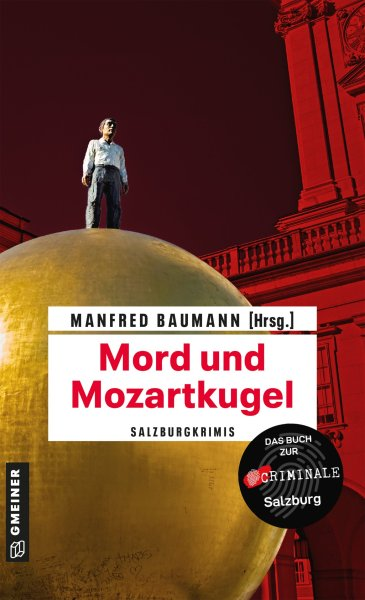 MANFRED BAUMANN [Hrsg.]
Mord und
Mozartkugel
SALZBURGKRIMIS
DAS BUCH
ZUR
CRIMINALE
Salzburg
GMEINER